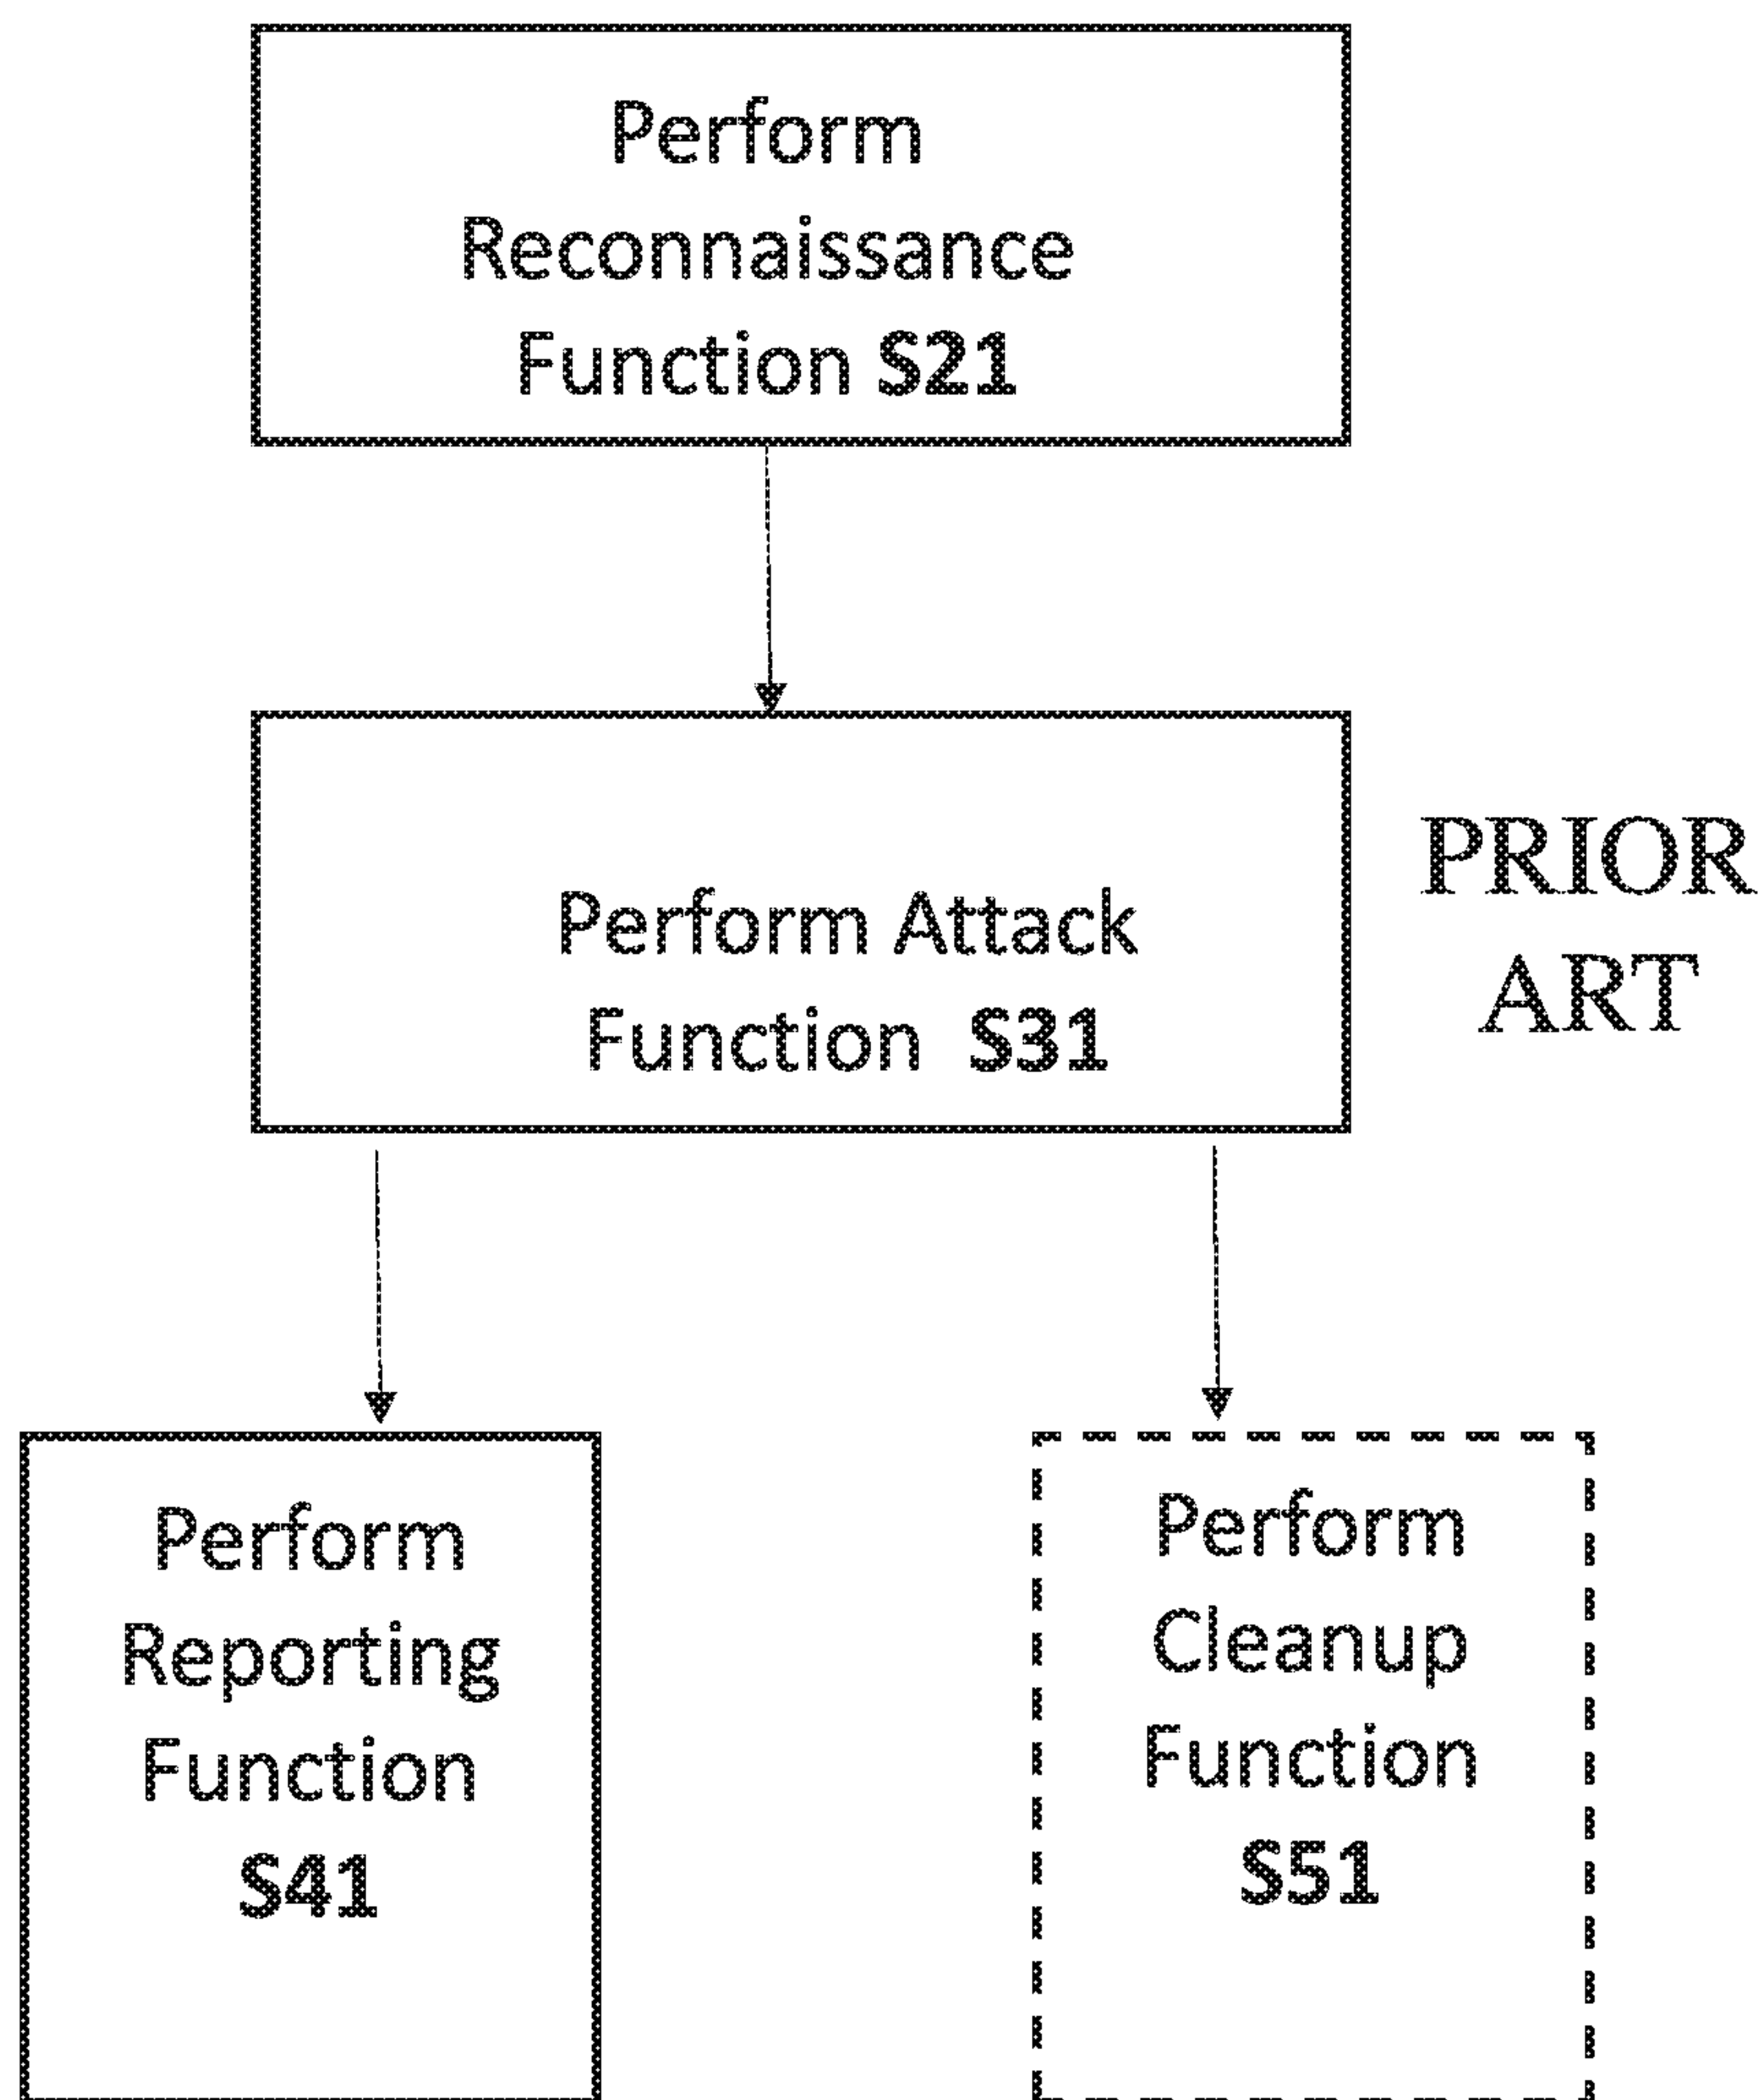 Perform
Reconnaissance
Function S21
Perform Attack
Function S31
PRIOR
ART
Perform
Reporting
Function
S41
Perform
Cleanup
Function
S51